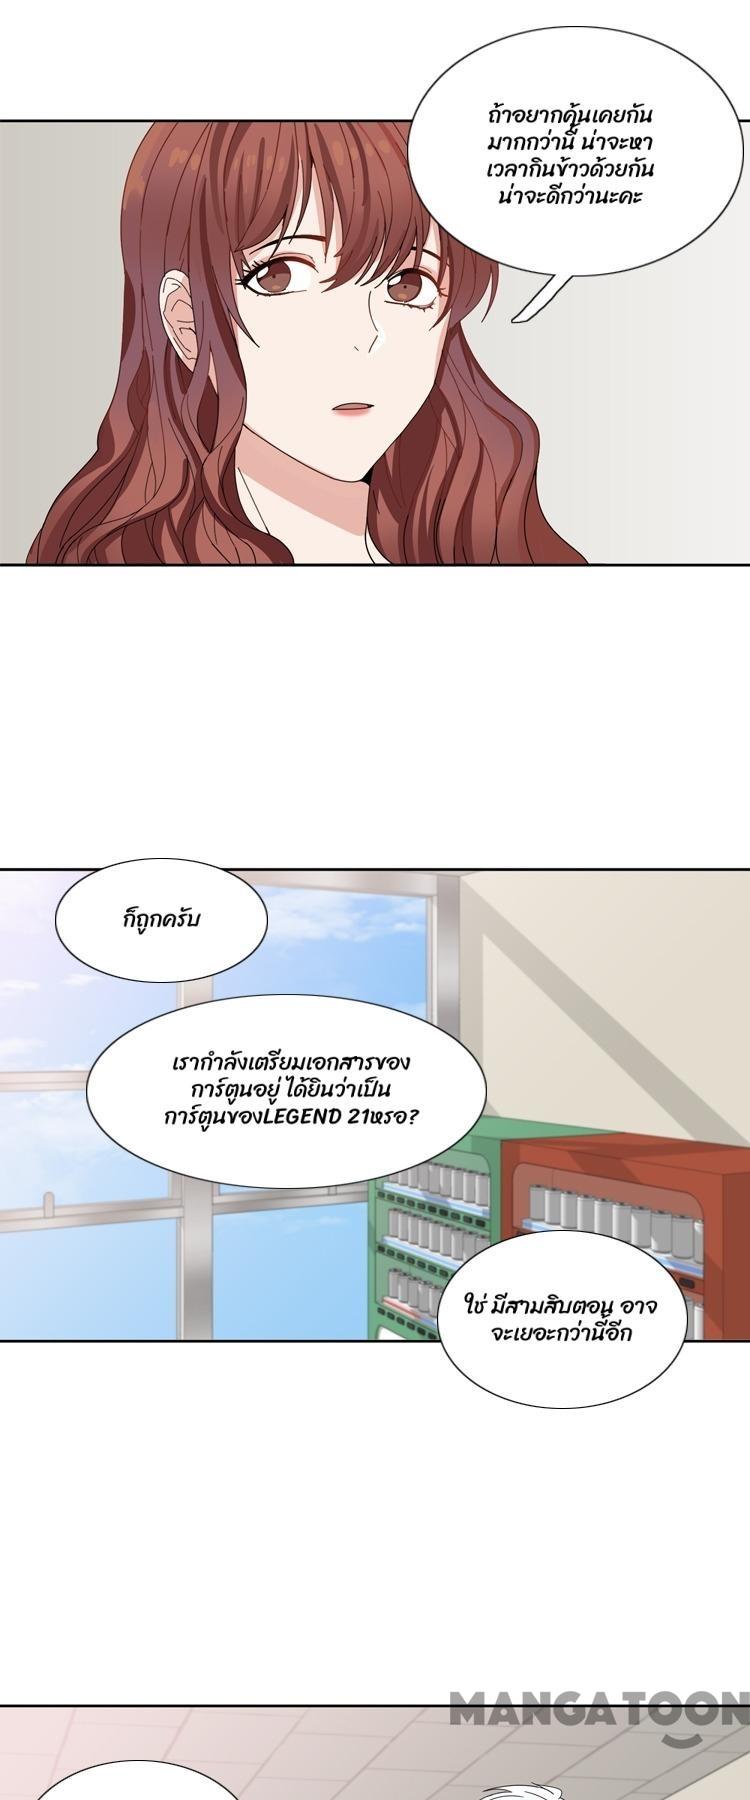 ถ้าอยากคุ้นเคยกัน
มากกว่านี้ น่าจะหา
เวลากินข้าวด้วยกัน
น่าจะดีกว่านะคะ
ก็ถูกครับ
เรากำลังเตรียมเอกสารของ
การ์ตูนอยู่ ได้ยินว่าเป็น
การ์ตูนของLEGEND 21หรอ?
ใช่ มีสามสิบตอน อาจ
จะเยอะกว่านี้อีก
MANGATOON